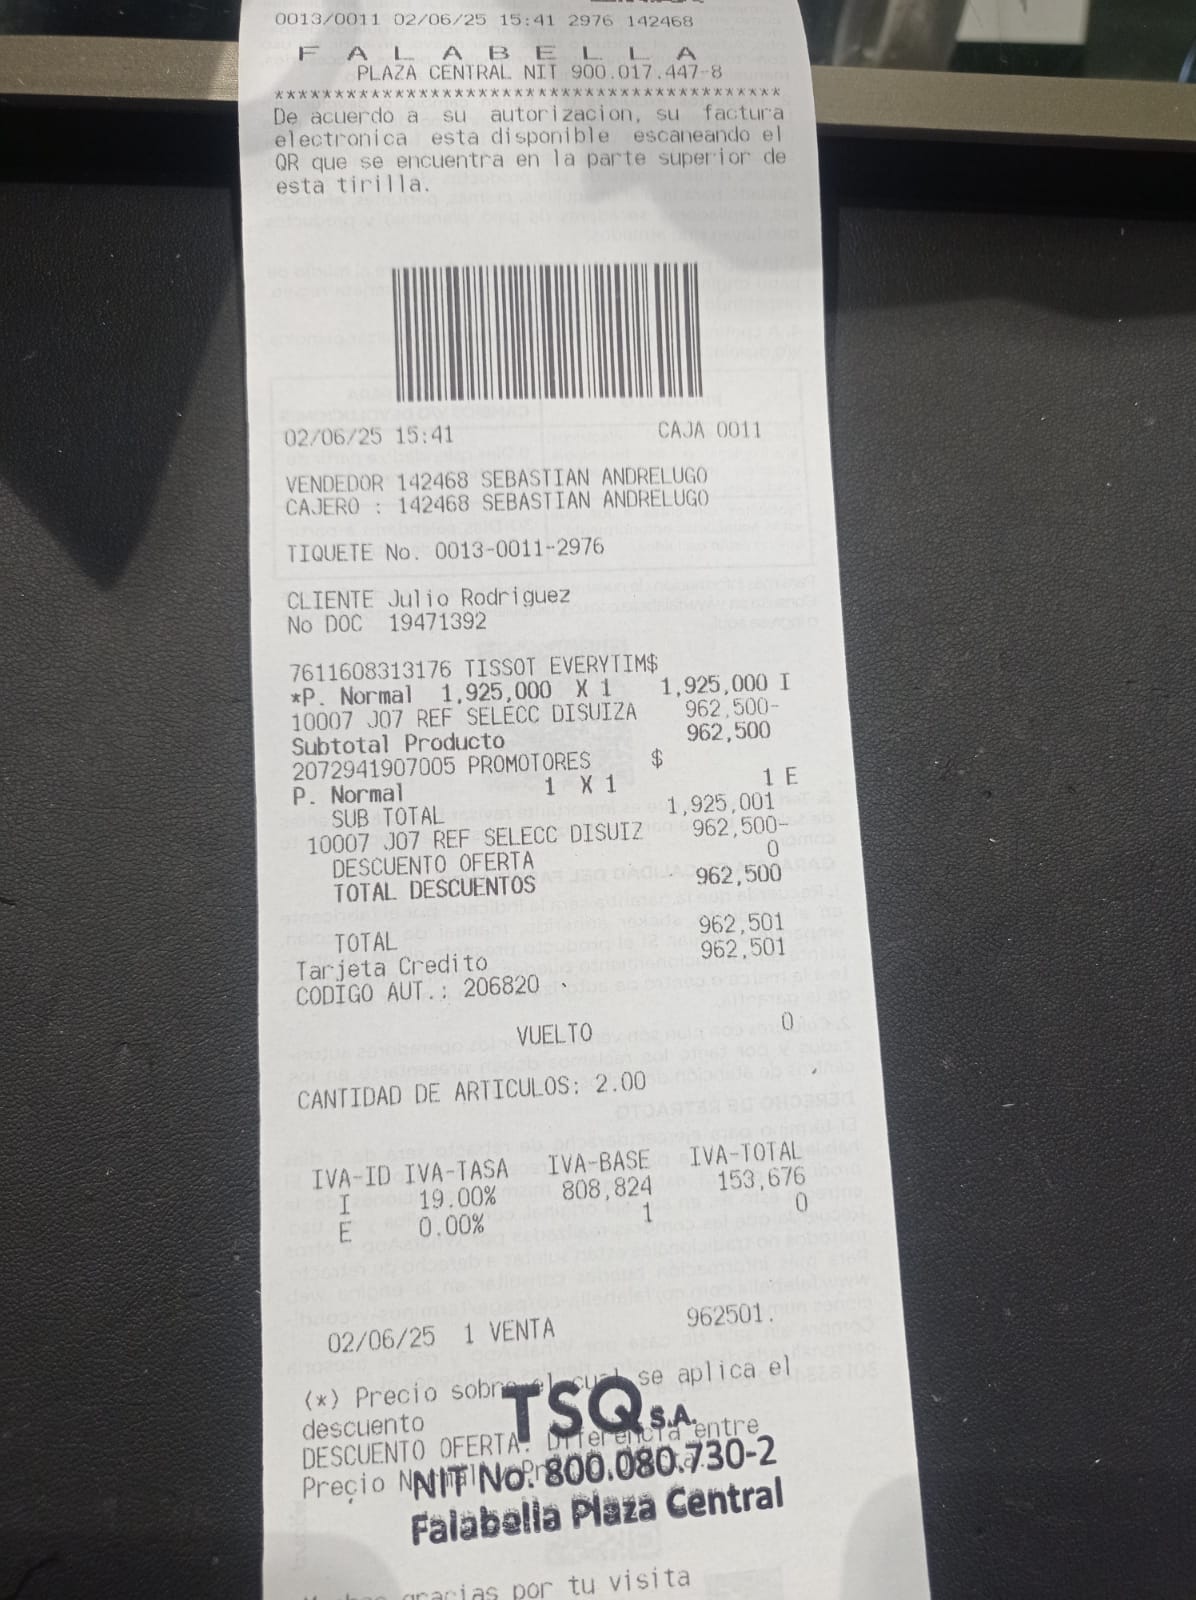 0013/0011 02/06/25 15:41 2976 142468
F A L A B E L L A
PLAZA CENTRAL NIT 900.017.447-8
******************************************
De acuerdo a su autorizacion, su factura
electronica esta disponible escaneando el
QR que se encuentra en la parte superior de
esta tirilla.
02/06/25 15:41 CAJA 0011
VENDEDOR 142468 SEBASTIAN ANDRELUGO
CAJERO : 142468 SEBASTIAN ANDRELUGO
TIQUETE No. 0013-0011-2976
CLIENTE Julio Rodriguez
No DOC 19471392
7611608313176 TISSOT EVERYTIM$
*P. Normal 1,925,000 X 1 1,925,000 I
10007 J07 REF SELECC DISUIZA 962,500-
Subtotal Producto 962,500
2072941907005 PROMOTORES $
P. Normal 1 X 1 1 E
SUB TOTAL 1,925,001
10007 J07 REF SELECC DISUIZ 962,500-
DESCUENTO OFERTA 0
TOTAL DESCUENTOS 962,500
TOTAL 962,501
Tarjeta Credito 962,501
CODIGO AUT.: 206820
VUELTO 0
CANTIDAD DE ARTICULOS: 2.00
IVA-ID IVA-TASA IVA-BASE IVA-TOTAL
I 19.00% 808,824 153,676
E 0.00% 1 0
02/06/25 1 VENTA 962501.
(*) Precio sobre el cual se aplica el
descuento
TSQ S.A.
DESCUENTO OFERTA: Diferencia entre
Precio
NIT No. 800.080.730-2
Falabella Plaza Central
gracias por tu visita